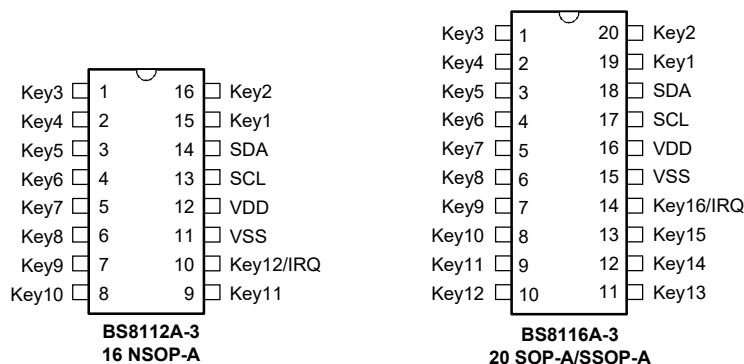 Key3 1 16 Key2
Key4 2 15 Key1
Key5 3 14 SDA
Key6 4 13 SCL
Key7 5 12 VDD
Key8 6 11 VSS
Key9 7 10 Key12/IRQ
Key10 8 9 Key11
BS8112A-3
16 NSOP-A
Key3 1 20 Key2
Key4 2 19 Key1
Key5 3 18 SDA
Key6 4 17 SCL
Key7 5 16 VDD
Key8 6 15 VSS
Key9 7 14 Key16/IRQ
Key10 8 13 Key15
Key11 9 12 Key14
Key12 10 11 Key13
BS8116A-3
20 SOP-A/SSOP-A